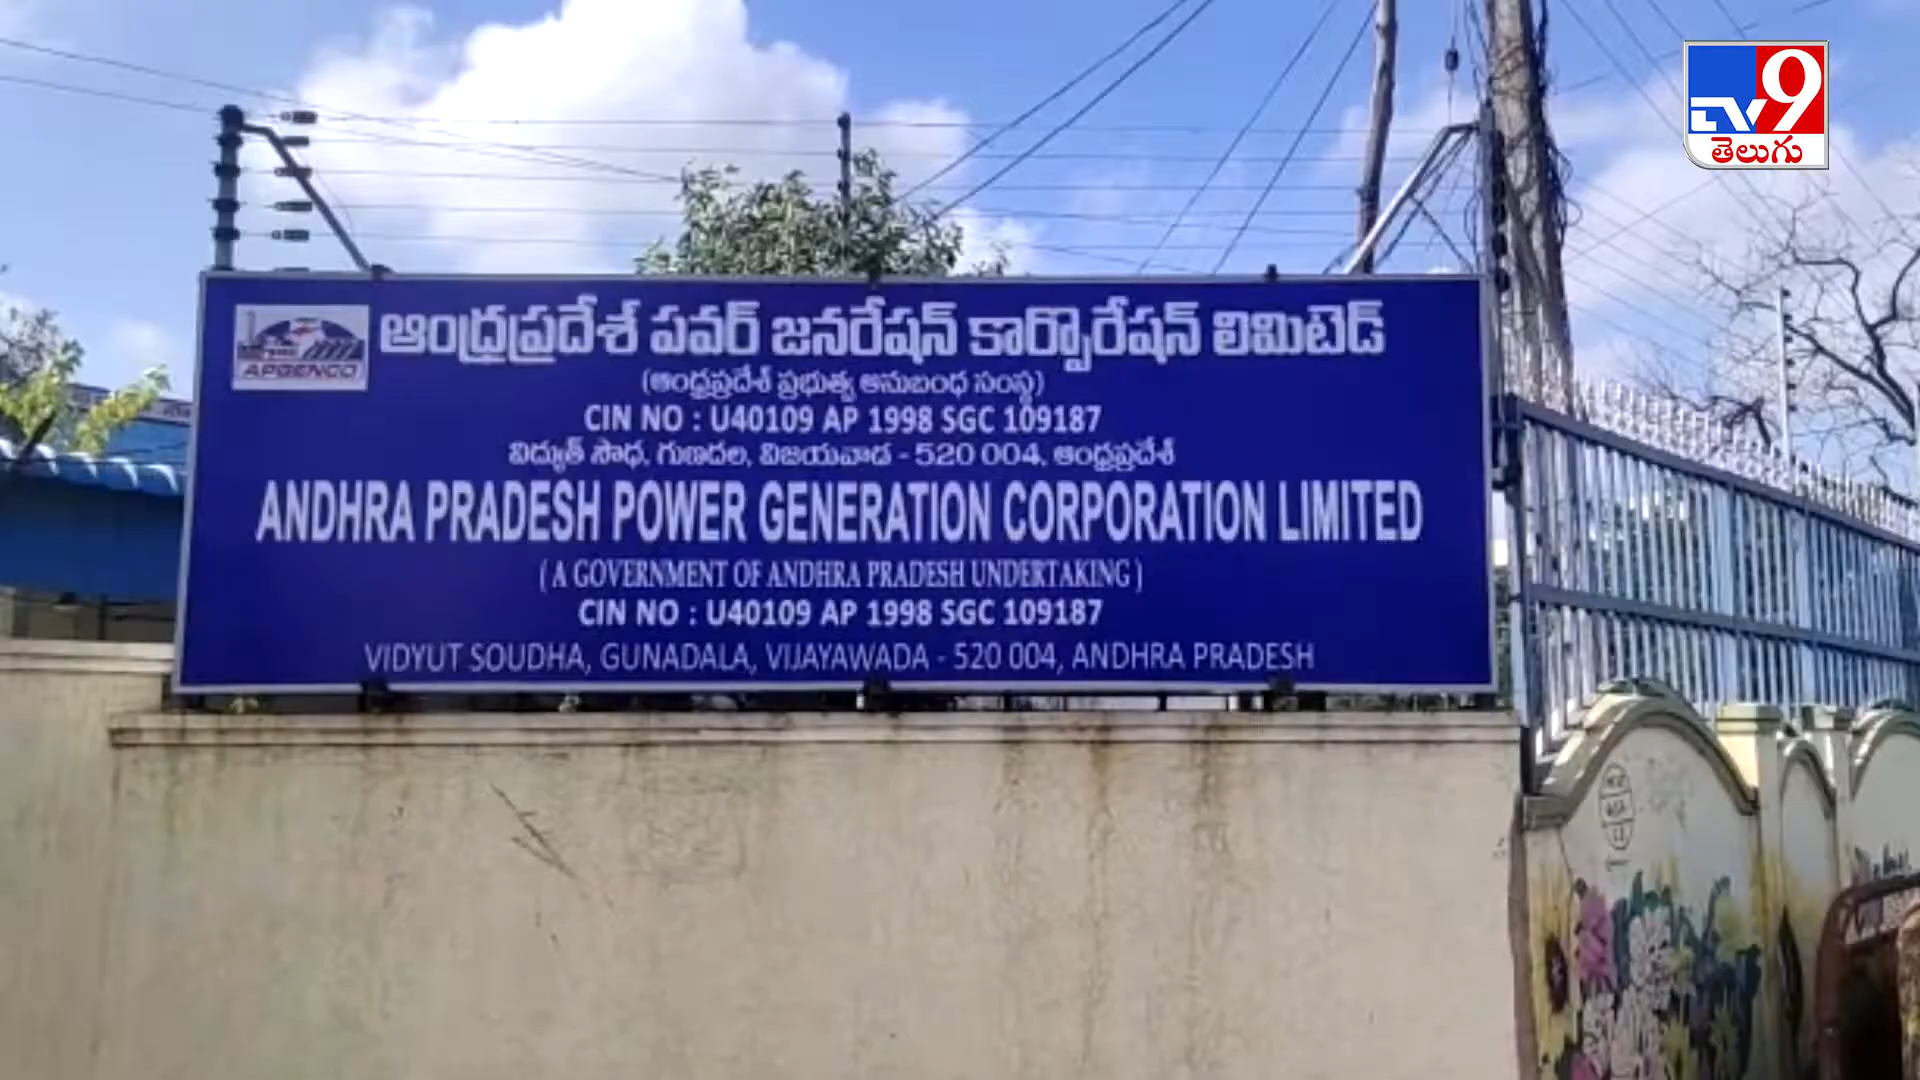 TV9
తెలుగు
ఆంధ్రప్రదేశ్ పవర్ జనరేషన్ కార్పొరేషన్ లిమిటెడ్
APGENCO
(ఆంధ్రప్రదేశ్ ప్రభుత్వ అనుబంధ సంస్థ)
CIN NO : U40109 AP 1998 SGC 109187
విద్యుత్ సౌధ, గుణదల, విజయవాడ - 520 004, ఆంధ్రప్రదేశ్
ANDHRA PRADESH POWER GENERATION CORPORATION LIMITED
( A GOVERNMENT OF ANDHRA PRADESH UNDERTAKING )
CIN NO : U40109 AP 1998 SGC 109187
VIDYUT SOUDHA, GUNADALA, VIJAYAWADA - 520 004, ANDHRA PRADESH